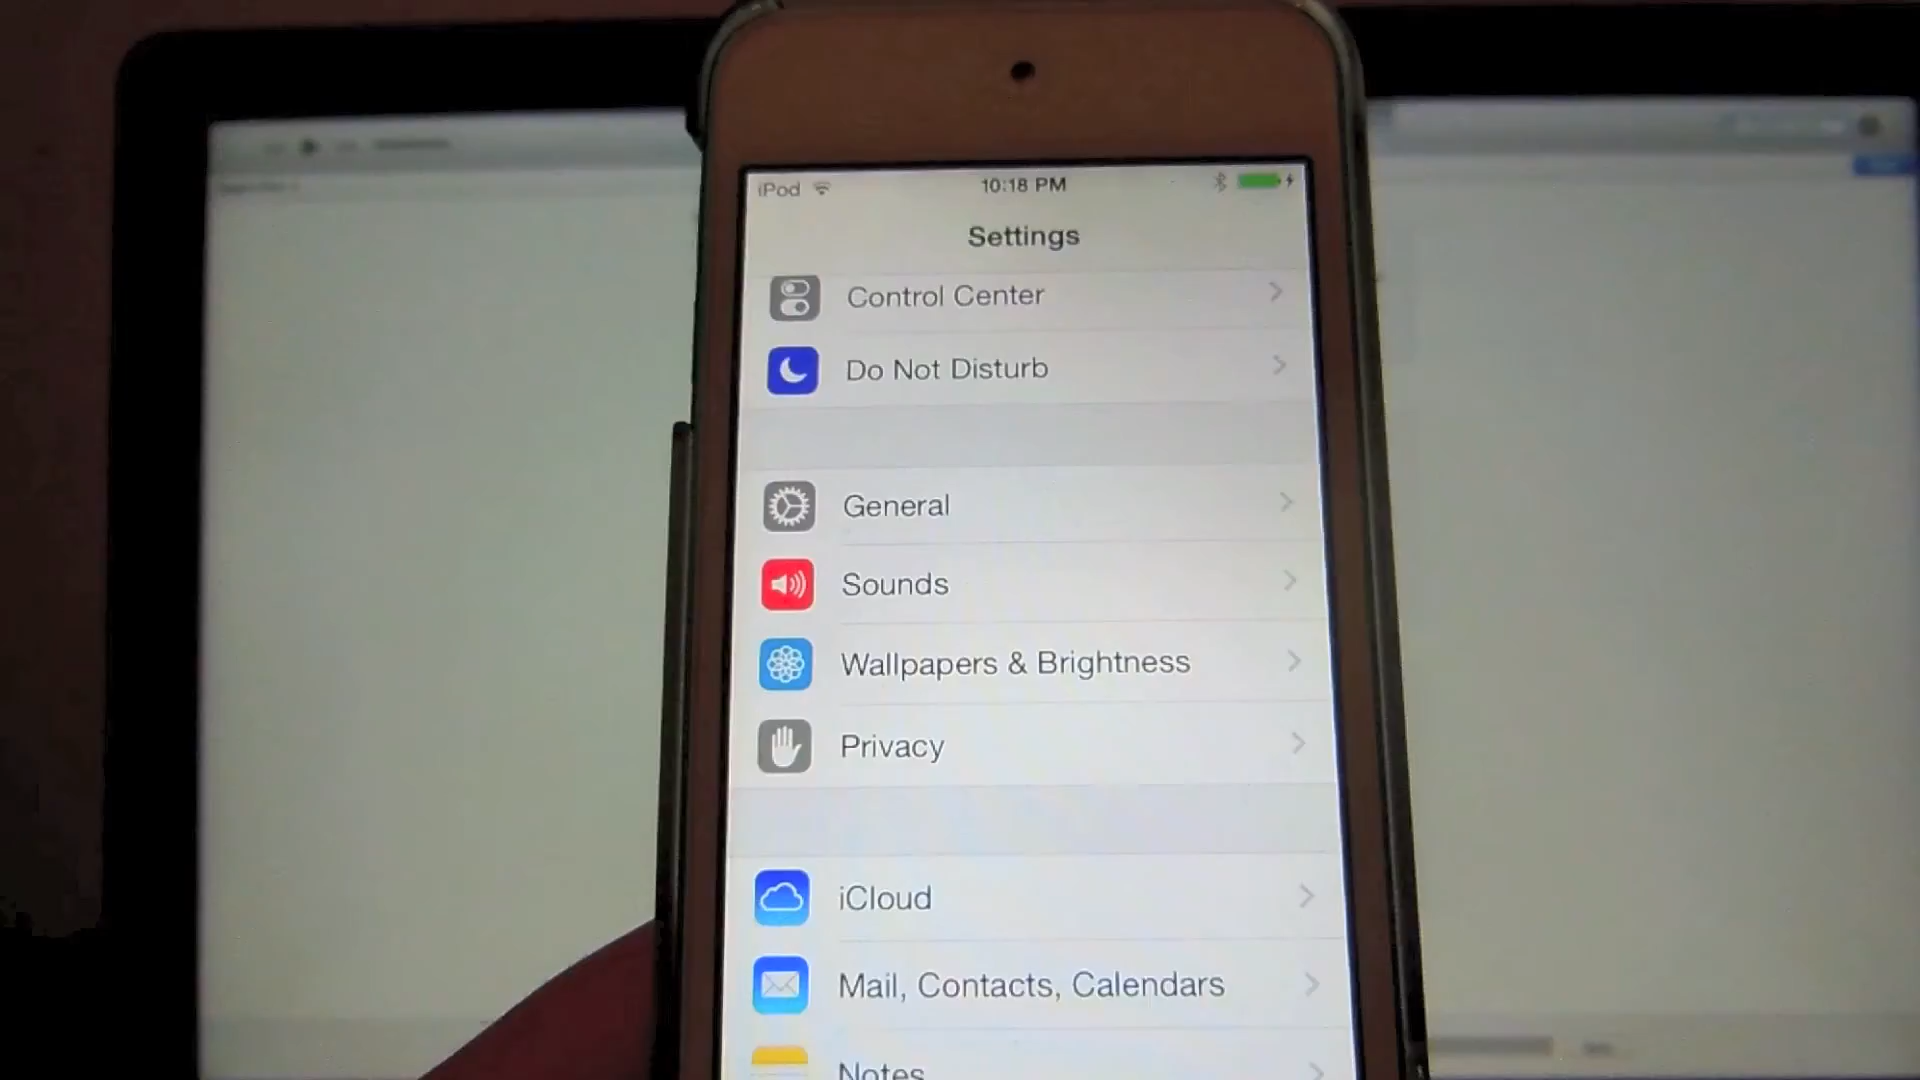 iPod 10:18 PM
Settings
Control Center
Do Not Disturb
General
Sounds
Wallpapers & Brightness
Privacy
iCloud
Mail, Contacts, Calendars
Notes